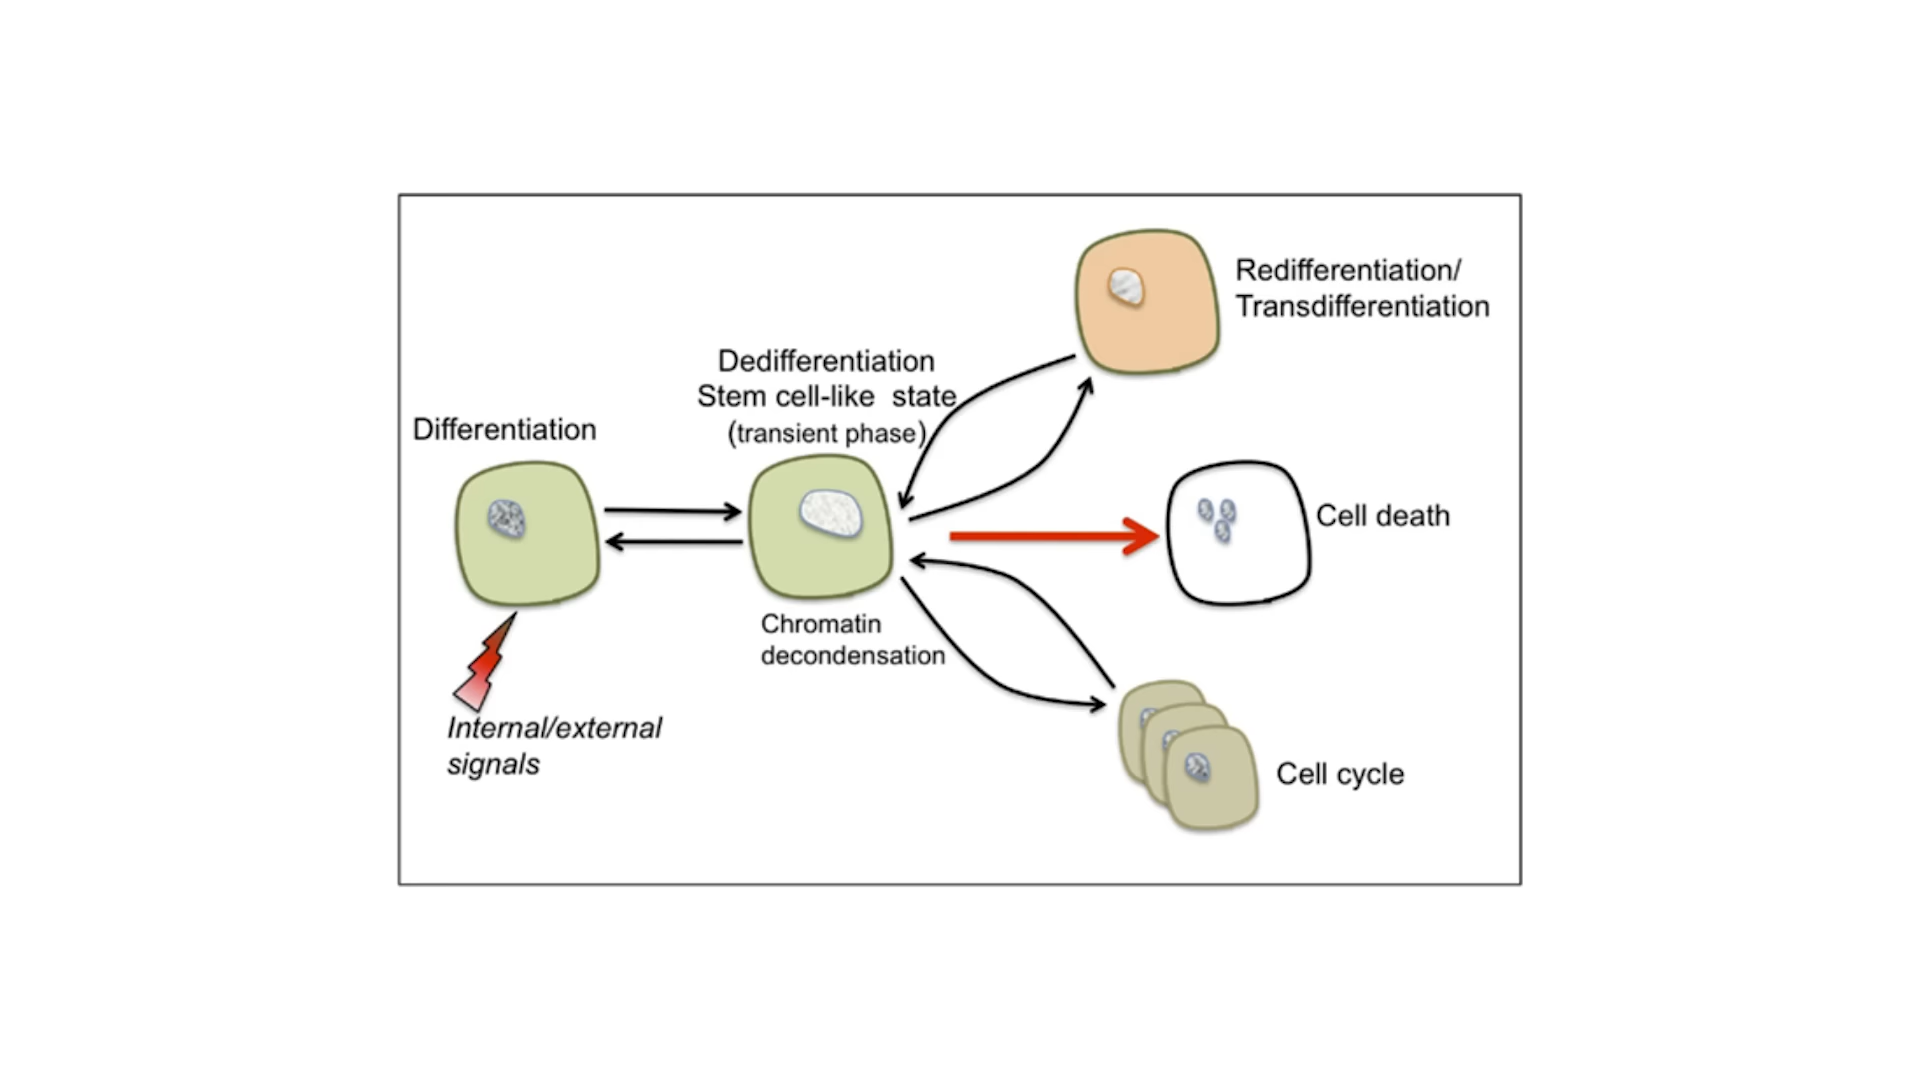 Redifferentiation/
Transdifferentiation
Dedifferentiation
Stem cell-like state
(transient phase)
Differentiation
Cell death
Chromatin
decondensation
Internal/external
signals
Cell cycle